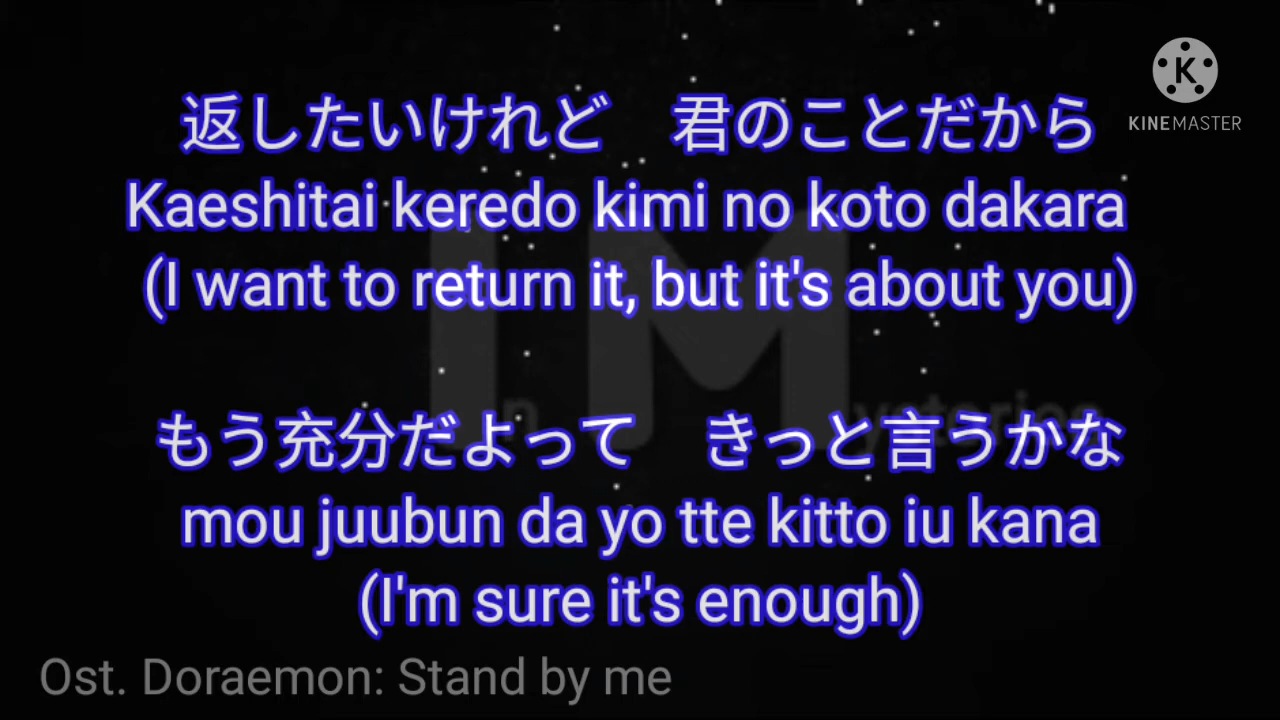 返したいけれど　君のことだから
Kaeshitai keredo kimi no koto dakara
(I want to return it, but it's about you)
もう充分だよって　きっと言うかな
mou juubun da yo tte kitto iu kana
(I'm sure it's enough)
Ost. Doraemon: Stand by me
K
KINEMASTER
I M
In Mysteries